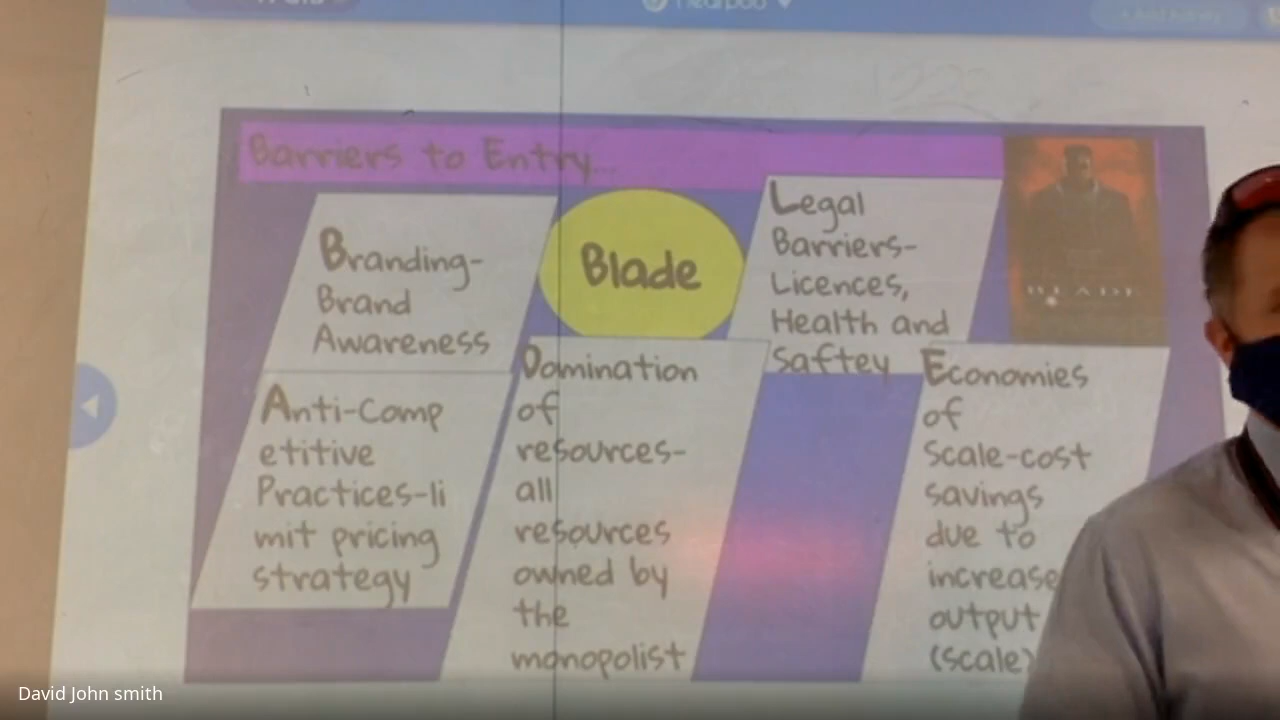 Nearpod
Barriers to Entry...
Branding-
Brand
Awareness
Blade
Legal
Barriers-
Licences,
Health and
Saftey
BLADE
Anti-Comp
etitive
Practices-li
mit pricing
strategy
Domination
of
resources-
all
resources
owned by
the
monopolist
Economies
of
Scale-cost
savings
due to
increase
output
(scale)
David John smith